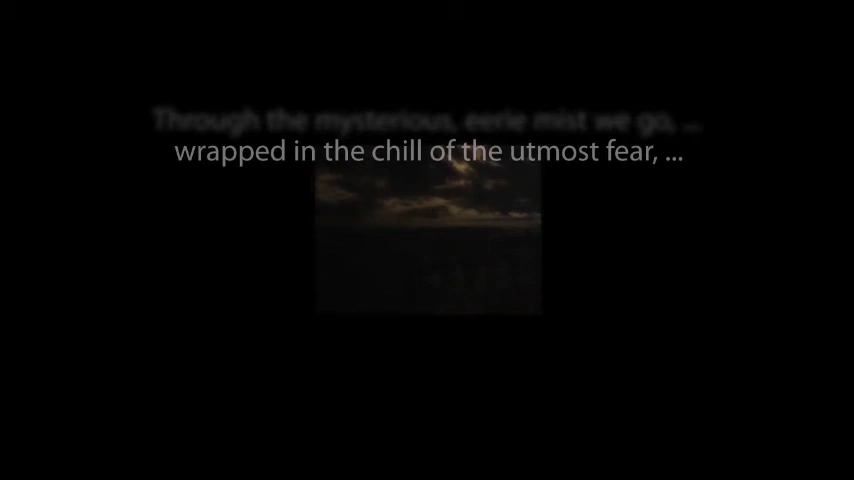 Through the mysterious, eerie mist we go, ...
wrapped in the chill of the utmost fear, ...